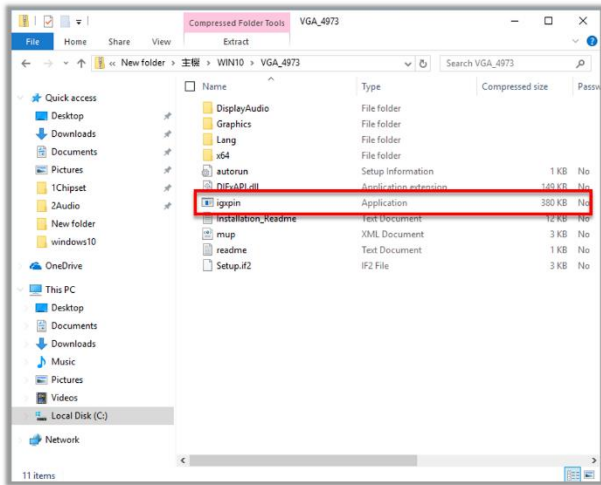 Compressed Folder Tools VGA_4973
File Home Share View Extract
« New folder > 主機 > WIN10 > VGA_4973 Search VGA_4973
Name Type Compressed size Passw
Quick access
Desktop
Downloads
Documents
Pictures
1Chipset
2Audio
New folder
windows10
OneDrive
This PC
Desktop
Documents
Downloads
Music
Pictures
Videos
Local Disk (C:)
Network
DisplayAudio File folder
Graphics File folder
Lang File folder
x64 File folder
autorun Setup Information 1 KB No
DIFxAPI.dll Application extension 149 KB No
igxpin Application 380 KB No
Installation_Readme Text Document 12 KB No
mup XML Document 3 KB No
readme Text Document 1 KB No
Setup.if2 IF2 File 3 KB No
11 items